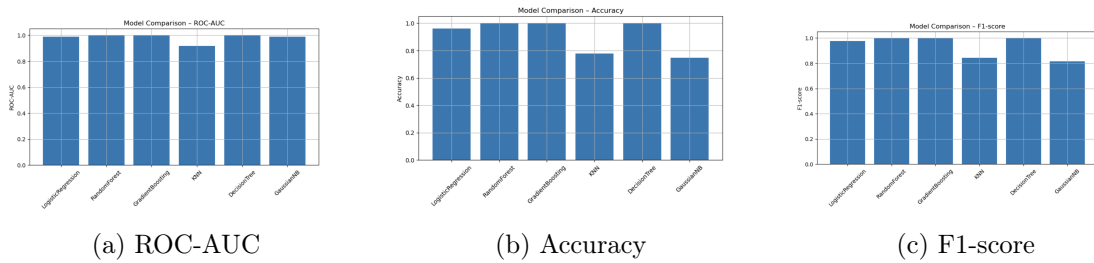 Model Comparison – ROC-AUC
ROC-AUC
1.0
0.8
0.6
0.4
0.2
0.0
LogisticRegression
RandomForest
GradientBoosting
KNN
DecisionTree
GaussianNB
(a) ROC-AUC
Model Comparison – Accuracy
Accuracy
1.0
0.8
0.6
0.4
0.2
0.0
LogisticRegression
RandomForest
GradientBoosting
KNN
DecisionTree
GaussianNB
(b) Accuracy
Model Comparison – F1-score
F1-score
1.0
0.8
0.6
0.4
0.2
0.0
LogisticRegression
RandomForest
GradientBoosting
KNN
DecisionTree
GaussianNB
(c) F1-score